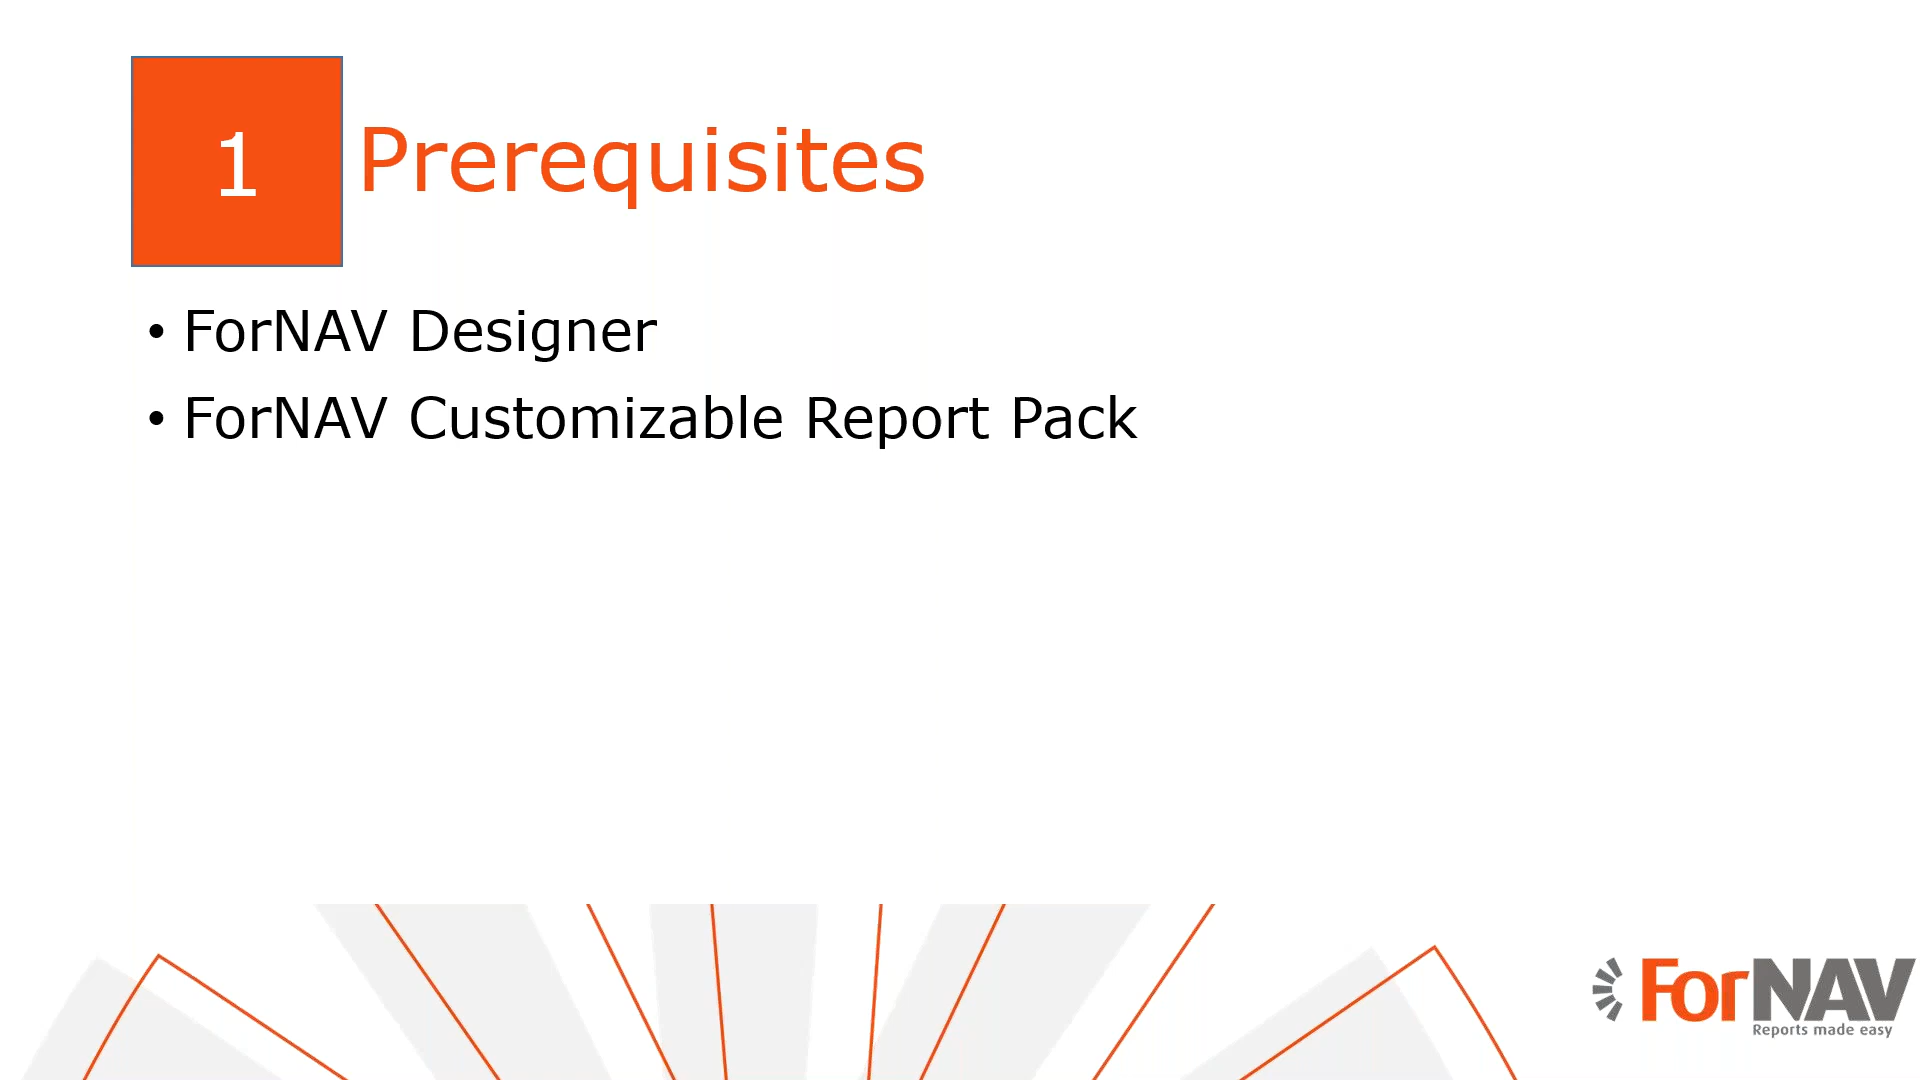 1
Prerequisites
• ForNAV Designer
• ForNAV Customizable Report Pack
ForNAV
Reports made easy